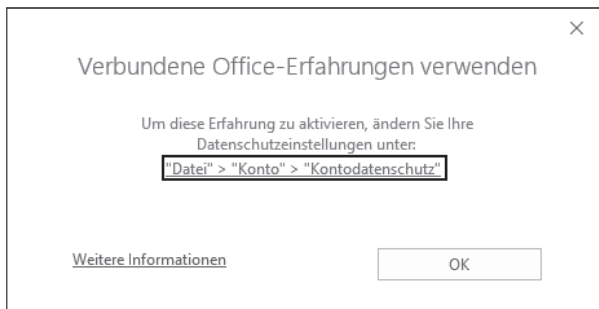 Verbundene Office-Erfahrungen verwenden
Um diese Erfahrung zu aktivieren, ändern Sie Ihre
Datenschutzeinstellungen unter:
"Datei" > "Konto" > "Kontodatenschutz"
Weitere Informationen
OK